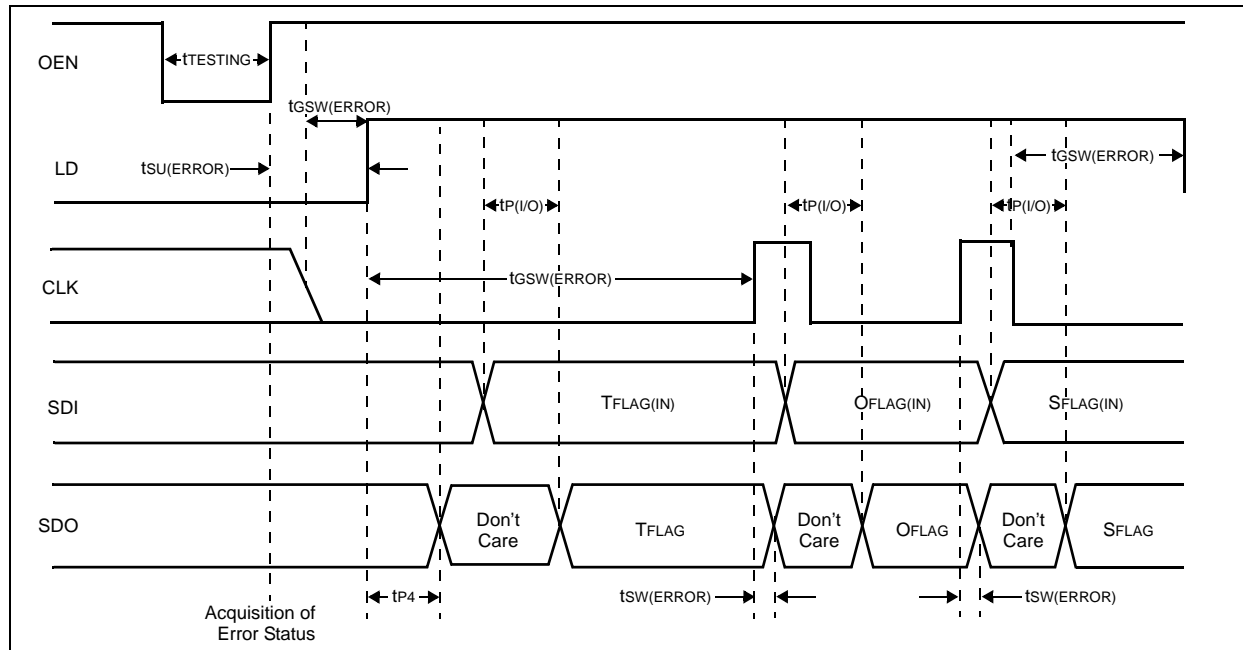 OEN
tTESTING
tGSW(ERROR)
LD
tSU(ERROR)
tGSW(ERROR)
tP(I/O)
tP(I/O)
tP(I/O)
CLK
tGSW(ERROR)
SDI
TFLAG(IN)
OFLAG(IN)
SFLAG(IN)
SDO
Don't
Care
TFLAG
Don't
Care
OFLAG
Don't
Care
SFLAG
tP4
tSW(ERROR)
tSW(ERROR)
Acquisition of
Error Status